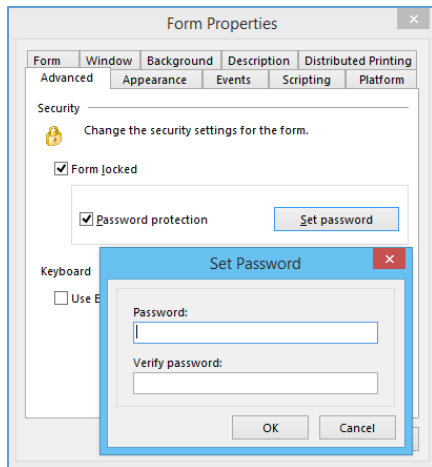 Form Properties
Form Window Background Description Distributed Printing
Advanced Appearance Events Scripting Platform
Security
Change the security settings for the form.
Form locked
Password protection Set password
Set Password
Keyboard
Use E
Password:
Verify password:
OK Cancel